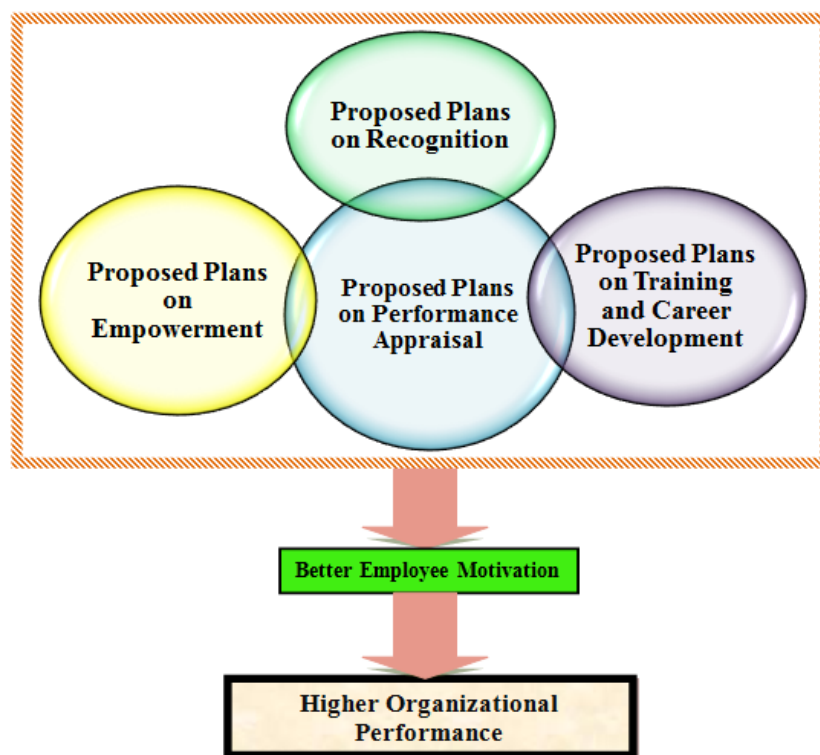 Proposed Plans
on Recognition
Proposed Plans
on
Empowerment
Proposed Plans
on Performance
Appraisal
Proposed Plans
on Training
and Career
Development
Better Employee Motivation
Higher Organizational
Performance